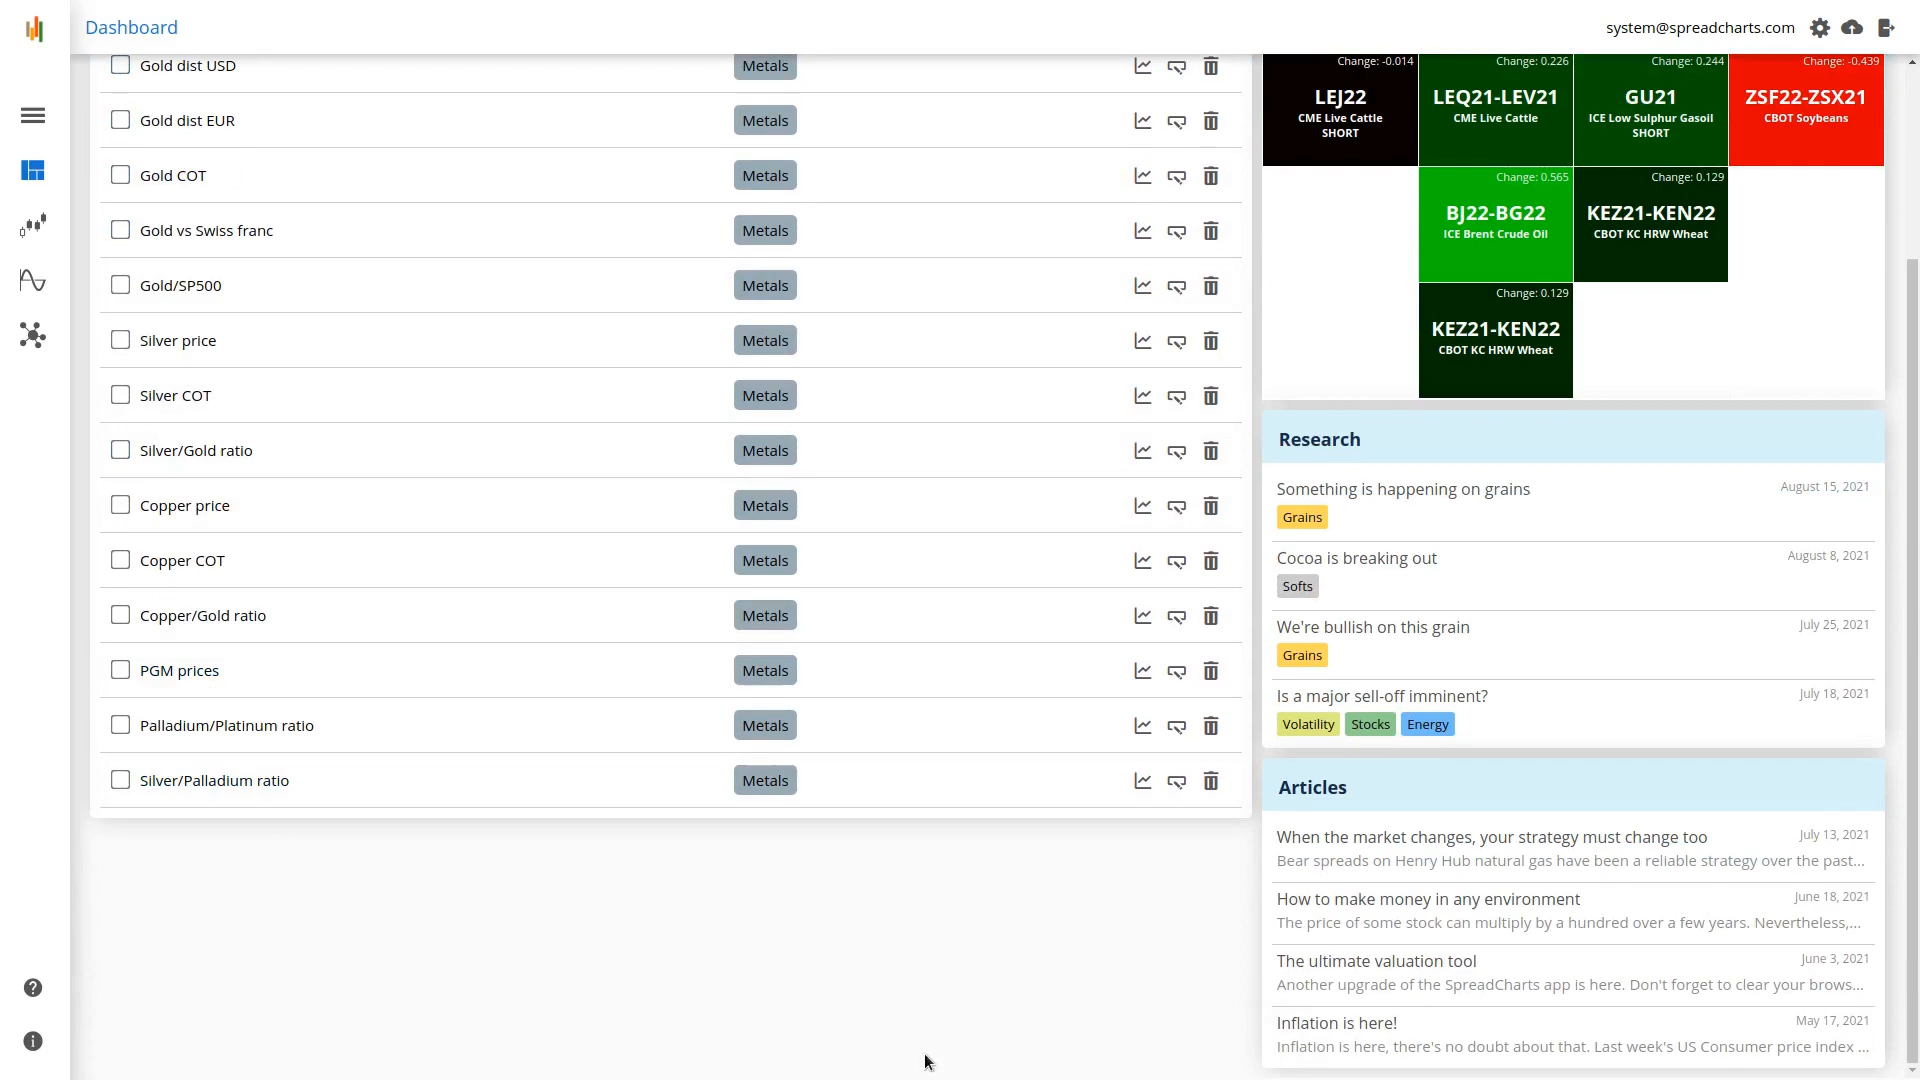 Dashboard
system@spreadcharts.com
Gold dist USD Metals
Gold dist EUR Metals
Gold COT Metals
Gold vs Swiss franc Metals
Gold/SP500 Metals
Silver price Metals
Silver COT Metals
Silver/Gold ratio Metals
Copper price Metals
Copper COT Metals
Copper/Gold ratio Metals
PGM prices Metals
Palladium/Platinum ratio Metals
Silver/Palladium ratio Metals
Change: -0.014
LEJ22
CME Live Cattle
SHORT
Change: 0.226
LEQ21-LEV21
CME Live Cattle
Change: 0.244
GU21
ICE Low Sulphur Gasoil
SHORT
Change: -0.439
ZSF22-ZSX21
CBOT Soybeans
Change: 0.565
BJ22-BG22
ICE Brent Crude Oil
Change: 0.129
KEZ21-KEN22
CBOT KC HRW Wheat
Change: 0.129
KEZ21-KEN22
CBOT KC HRW Wheat
Research
Something is happening on grains August 15, 2021
Grains
Cocoa is breaking out August 8, 2021
Softs
We're bullish on this grain July 25, 2021
Grains
Is a major sell-off imminent? July 18, 2021
Volatility Stocks Energy
Articles
When the market changes, your strategy must change too July 13, 2021
Bear spreads on Henry Hub natural gas have been a reliable strategy over the past...
How to make money in any environment June 18, 2021
The price of some stock can multiply by a hundred over a few years. Nevertheless,...
The ultimate valuation tool June 3, 2021
Another upgrade of the SpreadCharts app is here. Don't forget to clear your brows...
Inflation is here! May 17, 2021
Inflation is here, there's no doubt about that. Last week's US Consumer price index ...